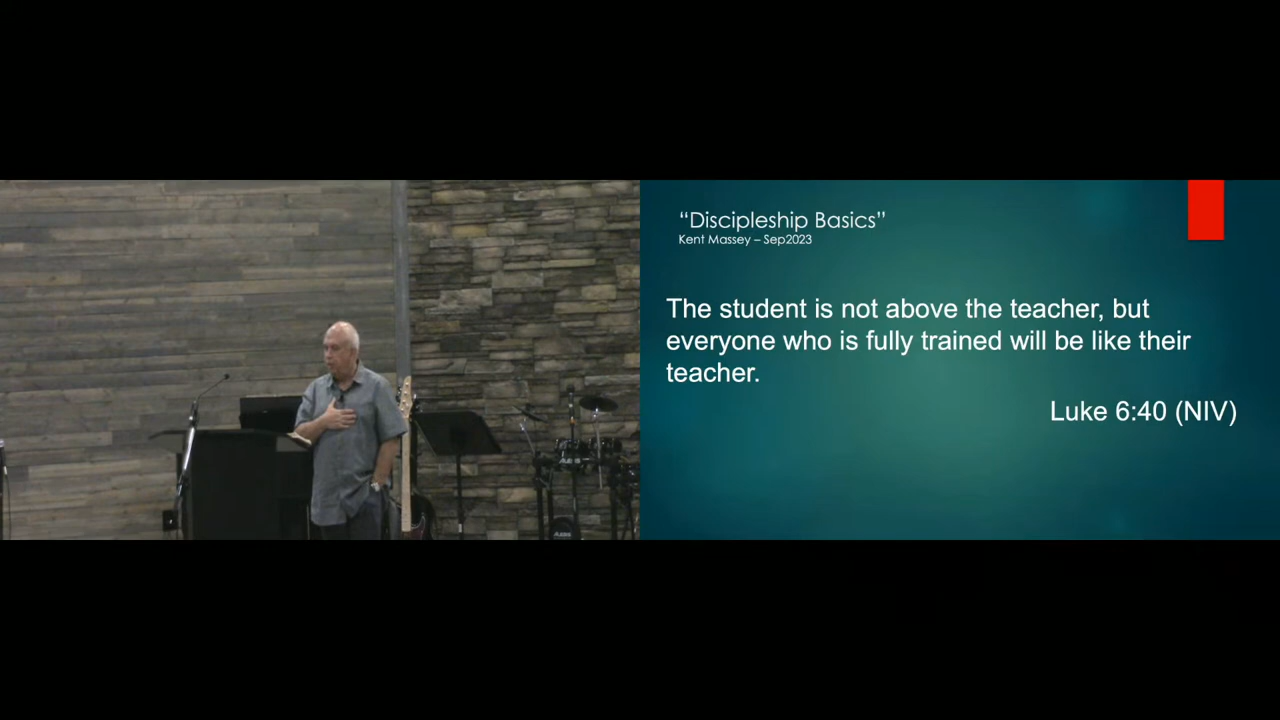 “Discipleship Basics”
Kent Massey – Sep2023
The student is not above the teacher, but
everyone who is fully trained will be like their
teacher.
Luke 6:40 (NIV)